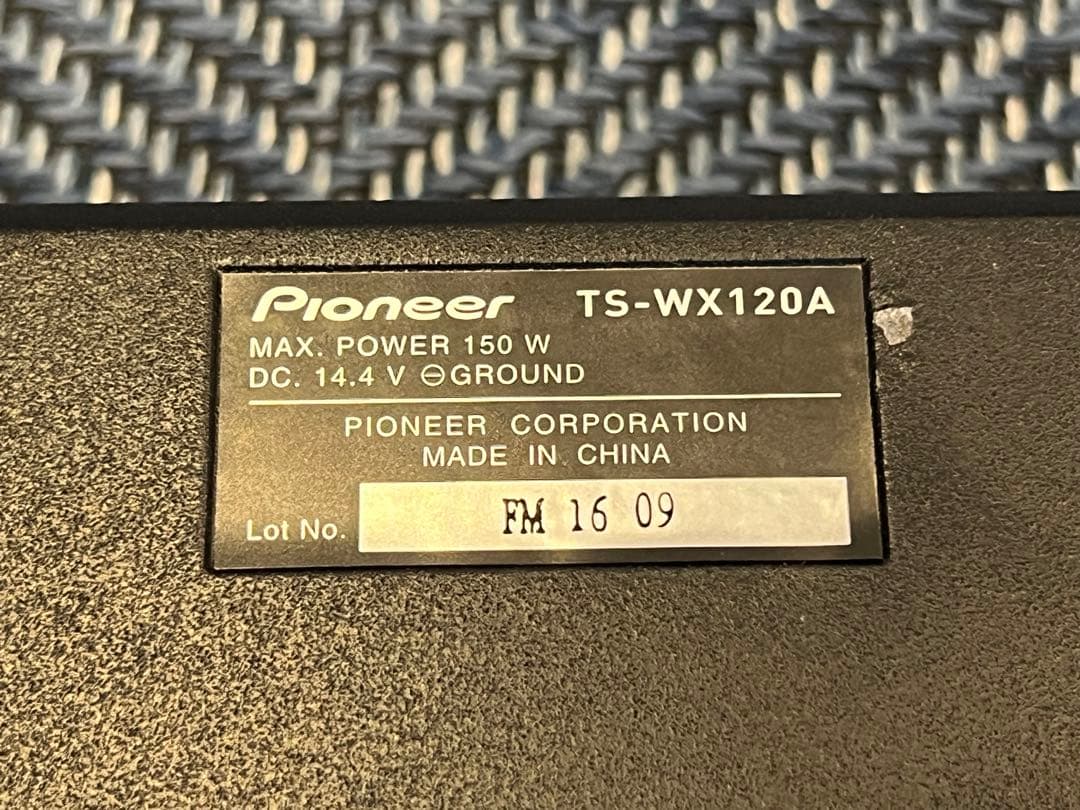 Pioneer TS-WX120A
MAX. POWER 150 W
DC. 14.4 V ⊖GROUND
PIONEER CORPORATION
MADE IN CHINA
Lot No. FM 16 09